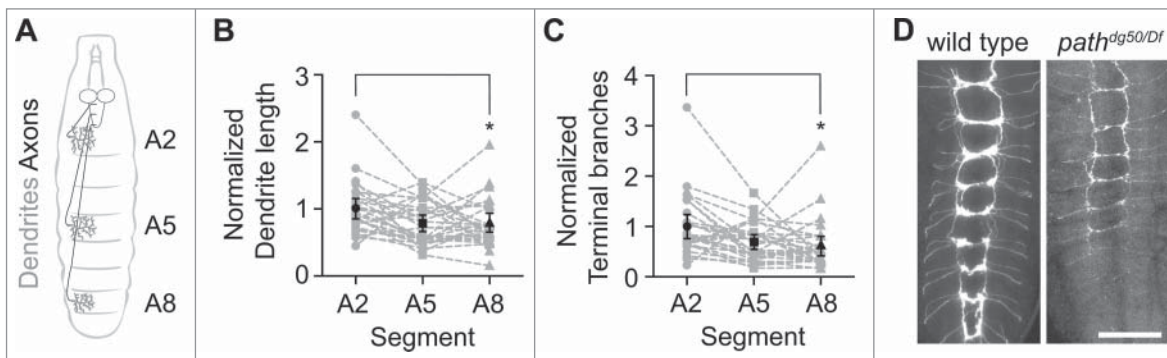 A
Dendrites Axons
A2
A5
A8
B
Normalized
Dendrite length
3
2
1
0
*
A2 A5 A8
Segment
C
Normalized
Terminal branches
4
3
2
1
0
*
A2 A5 A8
Segment
D
wild type path^dg50/Df